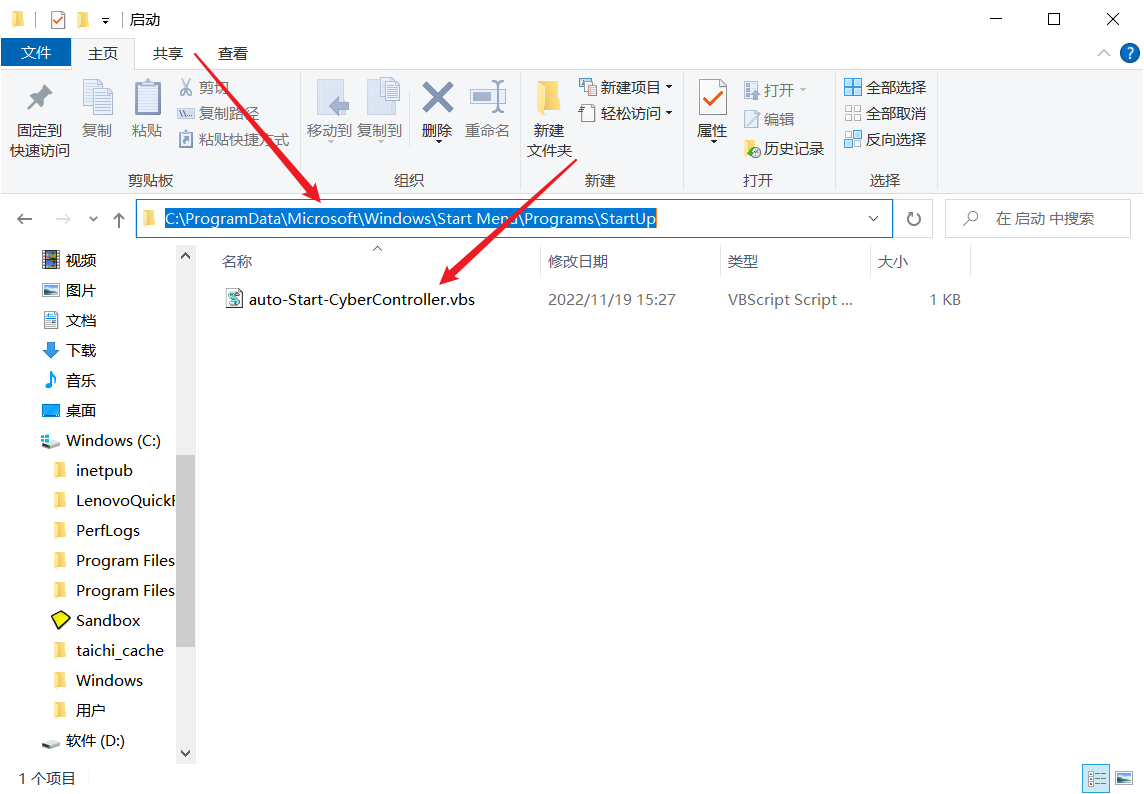 启动
文件 主页 共享 查看
固定到
快速访问
复制
粘贴
剪切
复制路径
粘贴快捷方式
剪贴板
移动到
复制到
删除
重命名
组织
新建
文件夹
新建项目
轻松访问
新建
属性
打开
编辑
历史记录
打开
全部选择
全部取消
反向选择
选择
C:\ProgramData\Microsoft\Windows\Start Menu\Programs\StartUp
在 启动 中搜索
名称 修改日期 类型 大小
auto-Start-CyberController.vbs 2022/11/19 15:27 VBScript Script ... 1 KB
视频
图片
文档
下载
音乐
桌面
Windows (C:)
inetpub
LenovoQuickF
PerfLogs
Program Files
Program Files
Sandbox
taichi_cache
Windows
用户
软件 (D:)
1 个项目